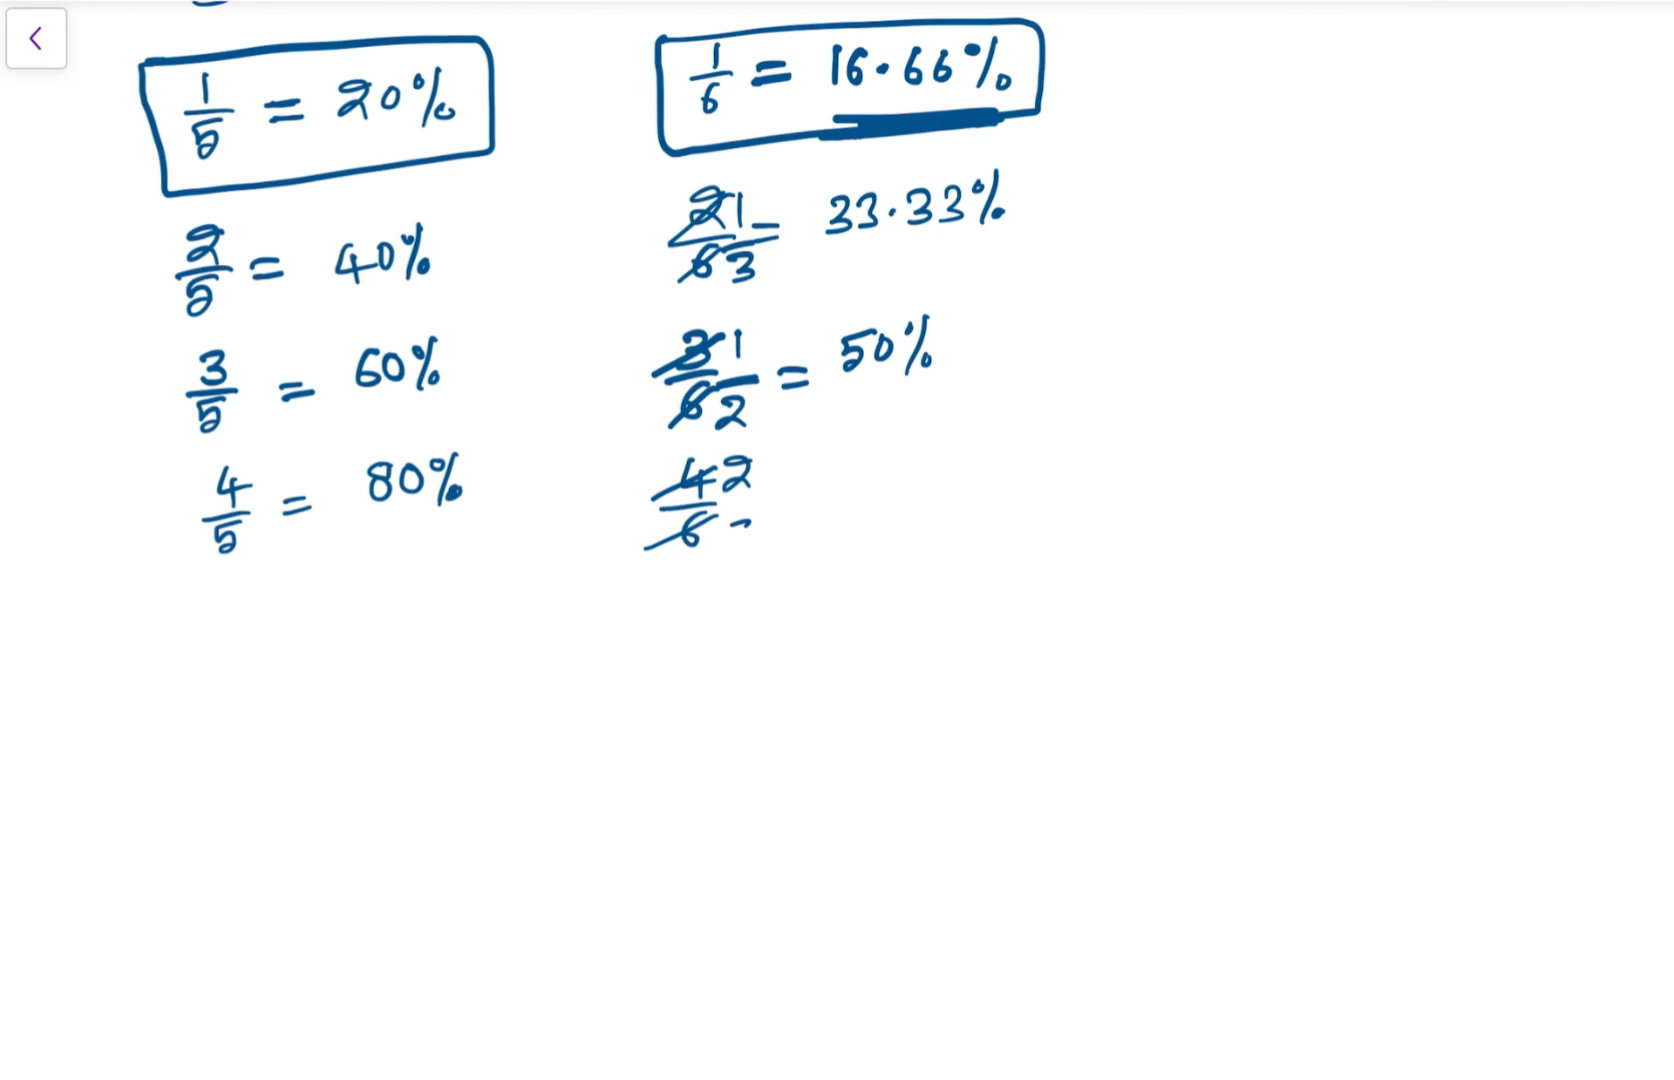 1/5 = 20%
2/5 = 40%
3/5 = 60%
4/5 = 80%
1/6 = 16.66%
2/6 1/3 = 33.33%
3/6 1/2 = 50%
4/6 2